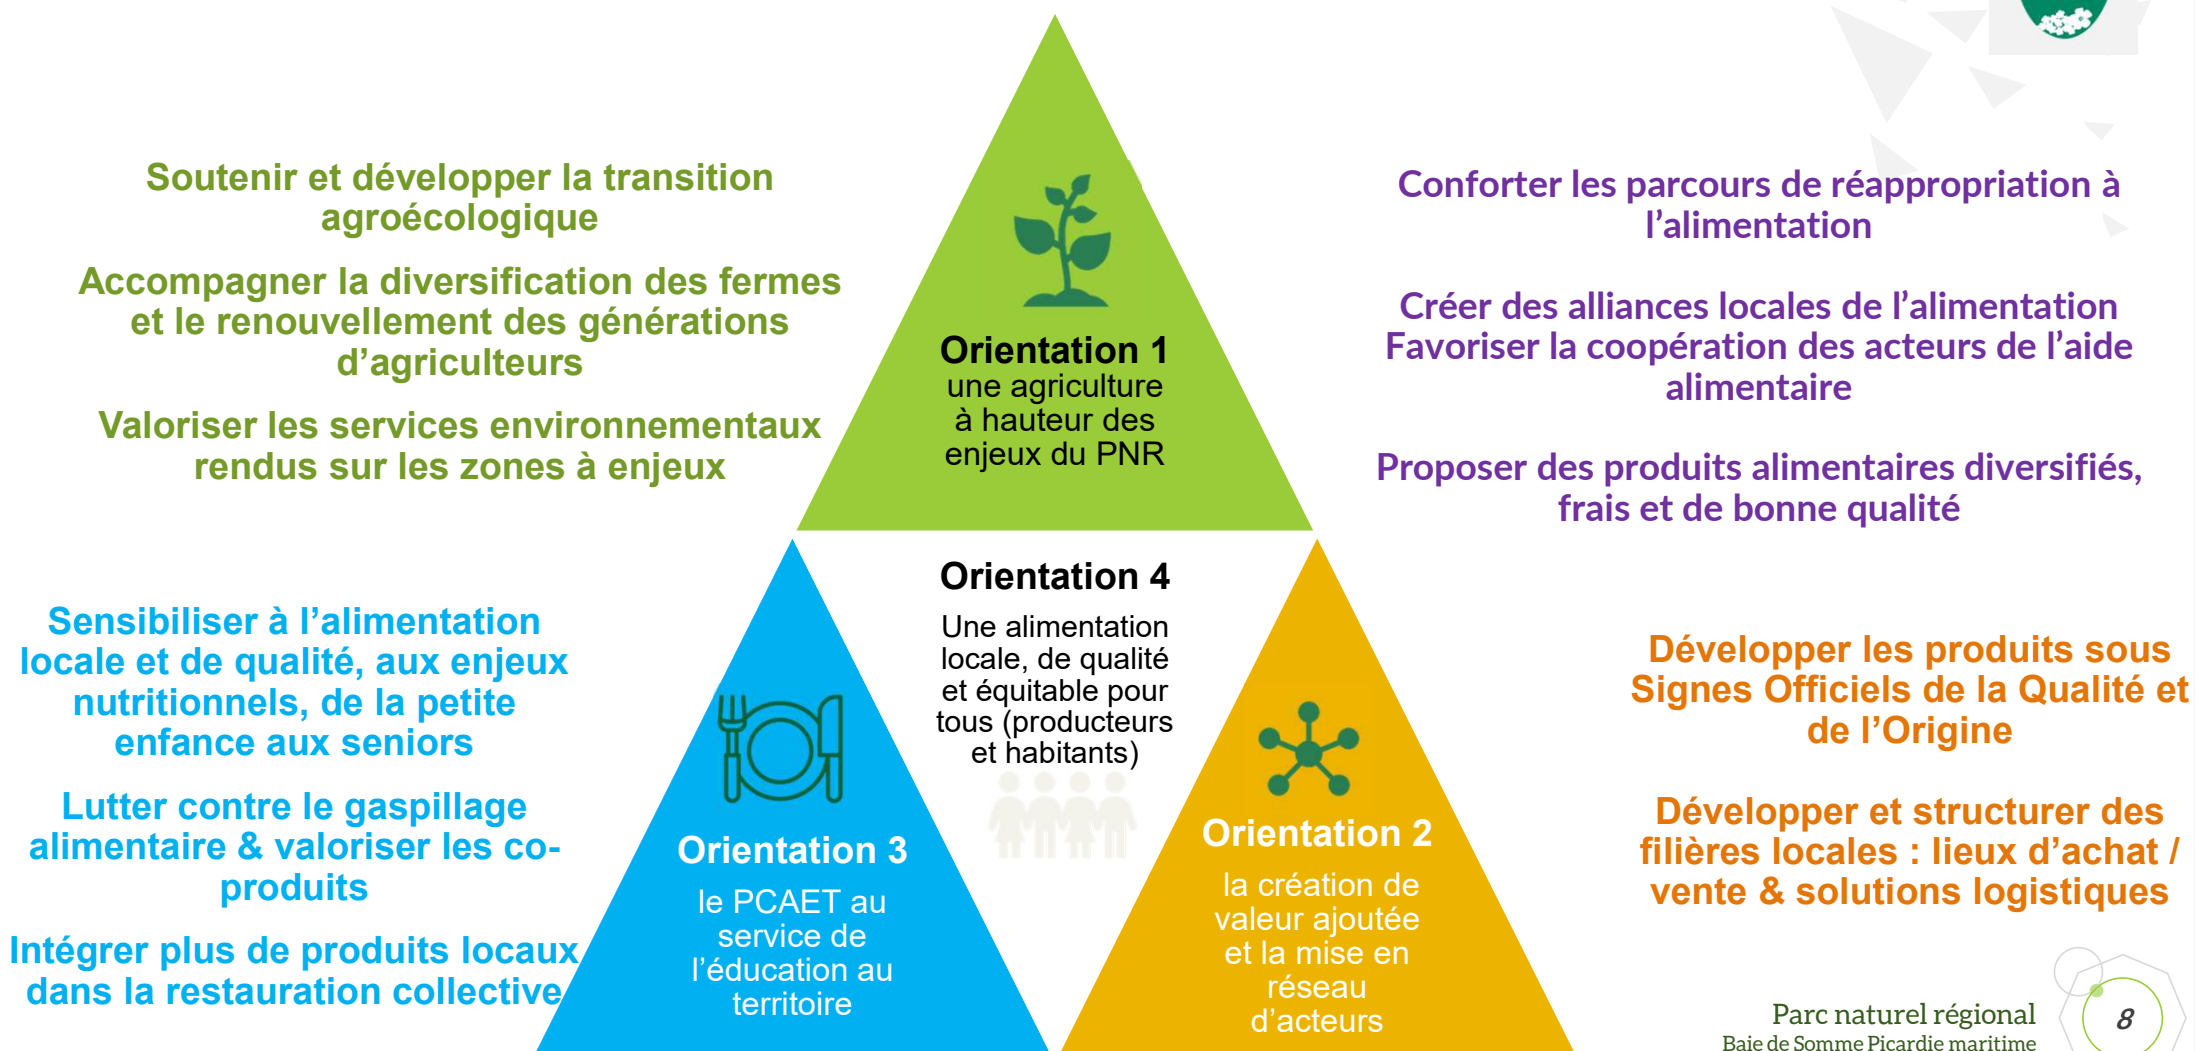 Soutenir et développer la transition
agroécologique
Accompagner la diversification des fermes
et le renouvellement des générations
d’agriculteurs
Valoriser les services environnementaux
rendus sur les zones à enjeux
Orientation 1
une agriculture
à hauteur des
enjeux du PNR
Conforter les parcours de réappropriation à
l’alimentation
Créer des alliances locales de l’alimentation
Favoriser la coopération des acteurs de l’aide
alimentaire
Proposer des produits alimentaires diversifiés,
frais et de bonne qualité
Orientation 4
Une alimentation
locale, de qualité
et équitable pour
tous (producteurs
et habitants)
Sensibiliser à l’alimentation
locale et de qualité, aux enjeux
nutritionnels, de la petite
enfance aux seniors
Lutter contre le gaspillage
alimentaire & valoriser les co-
produits
Intégrer plus de produits locaux
dans la restauration collective
Orientation 3
le PCAET au
service de
l’éducation au
territoire
Orientation 2
la création de
valeur ajoutée
et la mise en
réseau
d’acteurs
Développer les produits sous
Signes Officiels de la Qualité et
de l’Origine
Développer et structurer des
filières locales : lieux d’achat /
vente & solutions logistiques
Parc naturel régional
Baie de Somme Picardie maritime
8